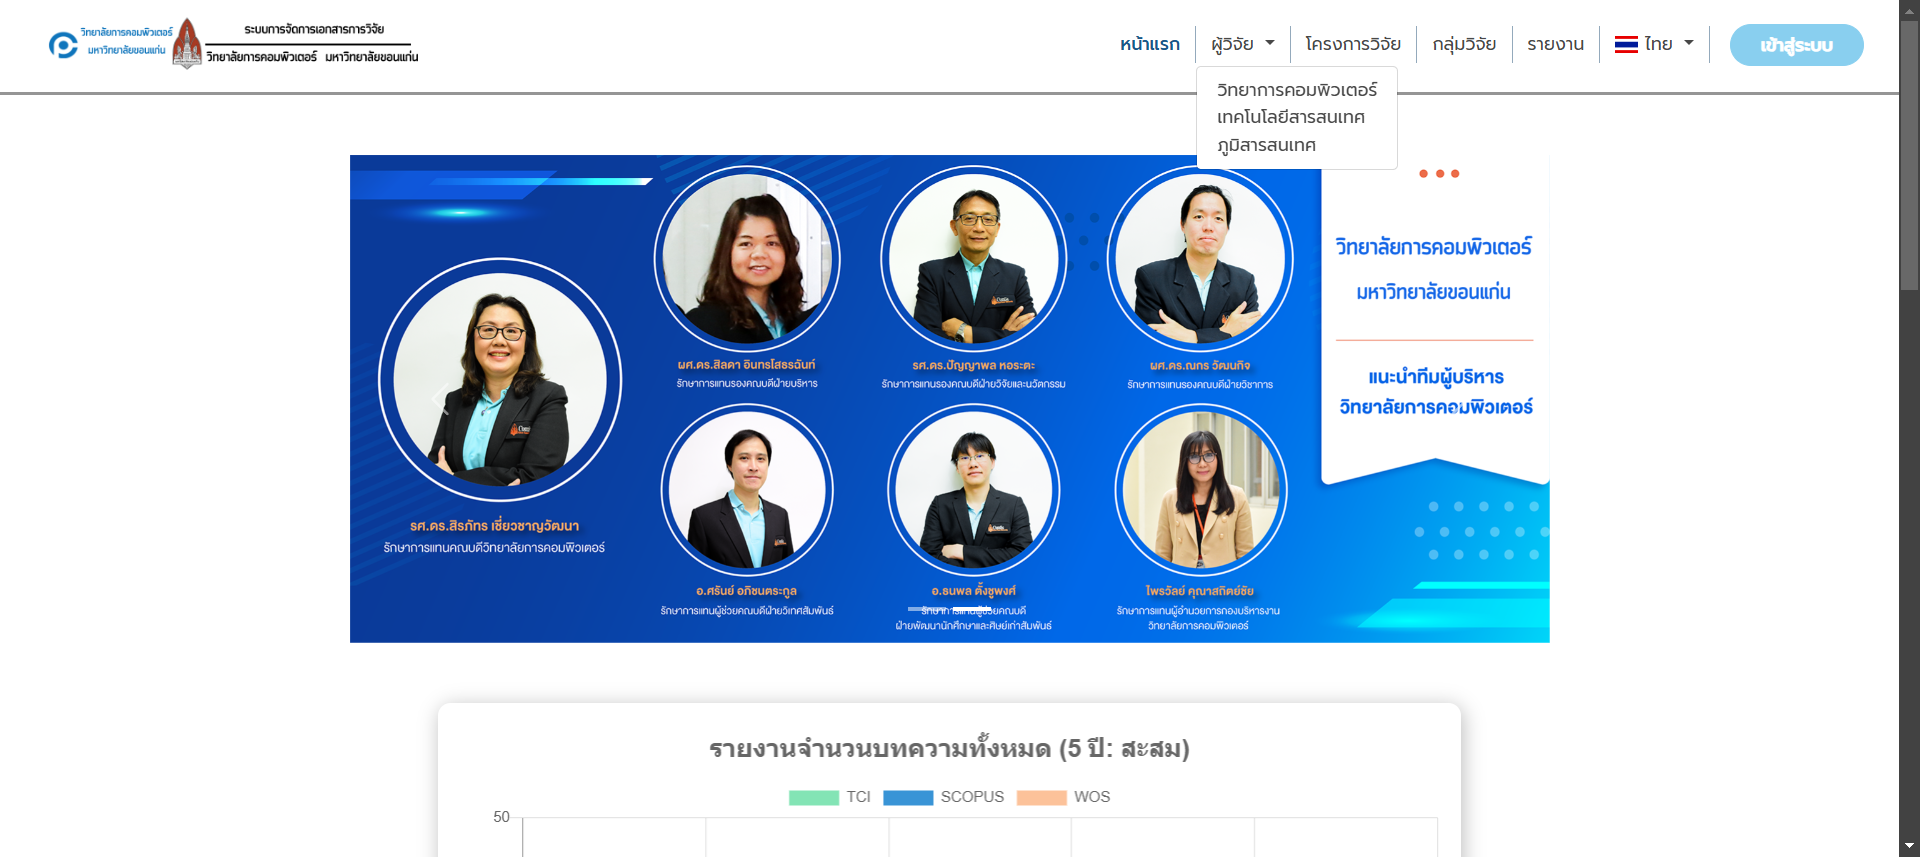 วิทยาลัยการคอมพิวเตอร์
มหาวิทยาลัยขอนแก่น
ระบบการจัดการเอกสารการวิจัย
วิทยาลัยการคอมพิวเตอร์ มหาวิทยาลัยขอนแก่น
หน้าแรก
ผู้วิจัย
โครงการวิจัย
กลุ่มวิจัย
รายงาน
ไทย
เข้าสู่ระบบ
วิทยาการคอมพิวเตอร์
เทคโนโลยีสารสนเทศ
ภูมิสารสนเทศ
ผศ.ดร.สิลดา อินทรโสธรฉันท์
รักษาการแทนรองคณบดีฝ่ายบริหาร
รศ.ดร.ปัญญาพล หอระตะ
รักษาการแทนรองคณบดีฝ่ายวิจัยและนวัตกรรม
ผศ.ดร.ณกร วัฒนกิจ
รักษาการแทนรองคณบดีฝ่ายวิชาการ
รศ.ดร.สิรภัทร เชี่ยวชาญวัฒนา
รักษาการแทนคณบดีวิทยาลัยการคอมพิวเตอร์
อ.ศรันย์ อภิชนตระกูล
รักษาการแทนผู้ช่วยคณบดีฝ่ายวิเทศสัมพันธ์
อ.ธนพล ตั้งชูพงศ์
รักษาการแทนผู้ช่วยคณบดี
ฝ่ายพัฒนานักศึกษาและศิษย์เก่าสัมพันธ์
ไพรวัลย์ คุณาสถิตย์ชัย
รักษาการแทนผู้อำนวยการกองบริหารงาน
วิทยาลัยการคอมพิวเตอร์
วิทยาลัยการคอมพิวเตอร์
มหาวิทยาลัยขอนแก่น
แนะนำทีมผู้บริหาร
วิทยาลัยการคอมพิวเตอร์
รายงานจำนวนบทความทั้งหมด (5 ปี: สะสม)
TCI SCOPUS WOS
50